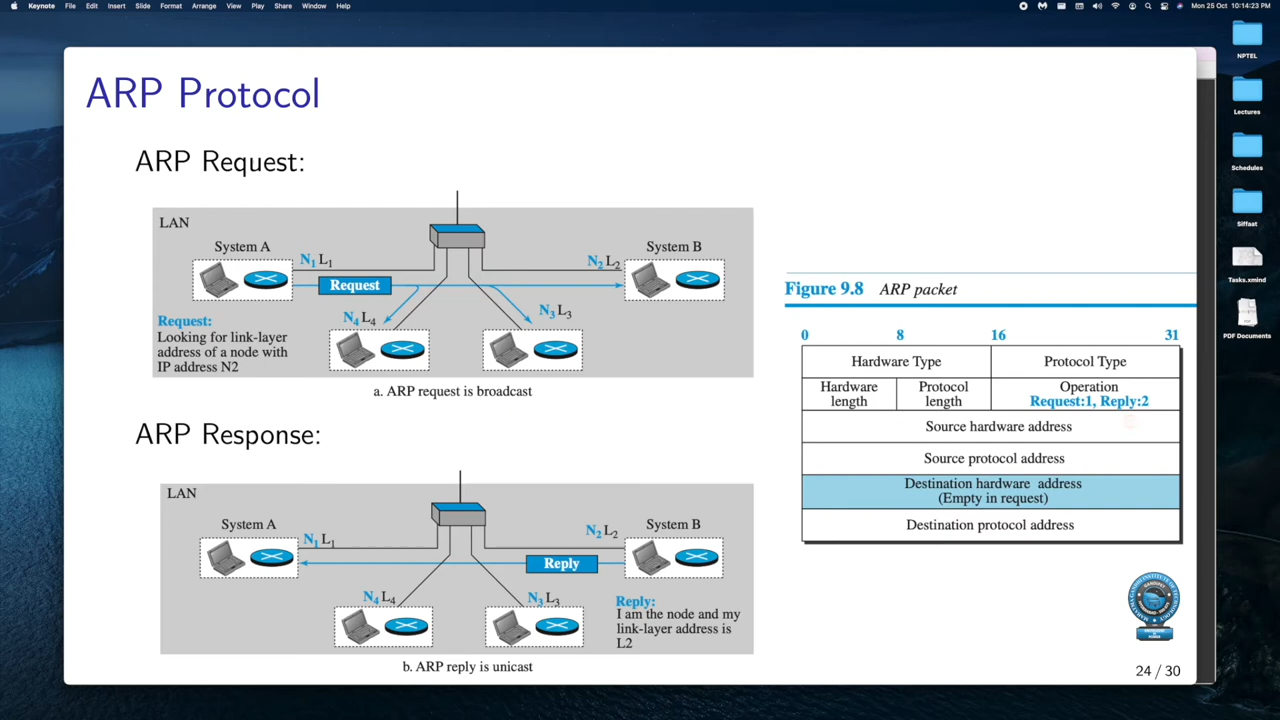 Keynote File Edit Insert Slide Format Arrange View Play Share Window Help
Mon 25 Oct 10:14:23 PM
ARP Protocol
ARP Request:
LAN
System A
N1 L1
N2 L2
System B
Request
N4 L4
N3 L3
Request:
Looking for link-layer
address of a node with
IP address N2
a. ARP request is broadcast
ARP Response:
LAN
System A
N1 L1
N2 L2
System B
Reply
N4 L4
N3 L3
Reply:
I am the node and my
link-layer address is
L2
b. ARP reply is unicast
Figure 9.8 ARP packet
0 8 16 31
Hardware Type Protocol Type
Hardware
length
Protocol
length
Operation
Request:1, Reply:2
Source hardware address
Source protocol address
Destination hardware address
(Empty in request)
Destination protocol address
24 / 30
NPTEL
Lectures
Schedules
Siffaat
Tasks.xmind
PDF Documents